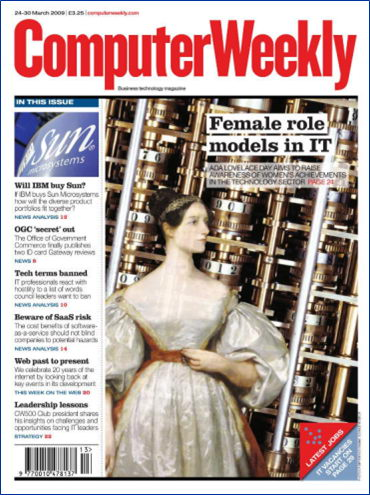 24-30 March 2009 | £3.25 | computerweekly.com
ComputerWeekly
Business technology magazine
IN THIS ISSUE
Sun
microsystems
Will IBM buy Sun?
If IBM buys Sun Microsystems
how will the diverse product
portfolios fit together?
NEWS ANALYSIS 12
OGC 'secret' out
The Office of Government
Commerce finally publishes
two ID card Gateway reviews
NEWS 8
Tech terms banned
IT professionals react with
hostility to a list of words
council leaders want to ban
NEWS ANALYSIS 10
Beware of SaaS risk
The cost benefits of software-
as-a-service should not blind
companies to potential hazards
NEWS ANALYSIS 14
Web past to present
We celebrate 20 years of the
internet by looking back at
key events in its development
THIS WEEK ON THE WEB 20
Leadership lessons
CW500 Club president shares
his insights on challenges and
opportunities facing IT leaders
STRATEGY 22
13>
9 770010 478137
Female role
models in IT
ADA LOVELACE DAY AIMS TO RAISE
AWARENESS OF WOMEN'S ACHIEVEMENTS
IN THE TECHNOLOGY SECTOR PAGE 24
LATEST JOBS
IT VACANCIES
START ON
PAGE 29